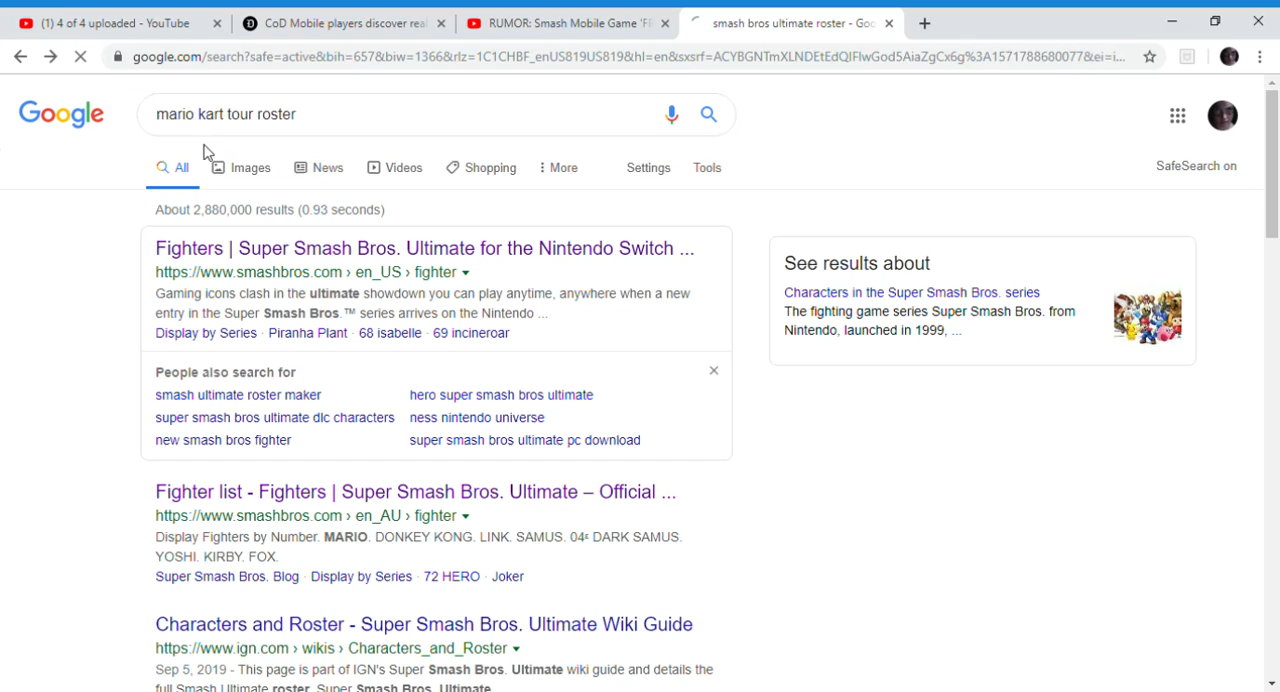 (1) 4 of 4 uploaded - YouTube
CoD Mobile players discover real
RUMOR: Smash Mobile Game
smash bros ultimate roster - Goo
google.com/search?safe=active&bih=657&biw=1366&rlz=1C1CHBF_enUS819US819&hl=en&sxsrf=ACYBGNTmXLNDEtEdQIFlwGod5AiaZgCx6g%3A1571788680077&ei=i...
Google
mario kart tour roster
All Images News Videos Shopping More Settings Tools
SafeSearch on
About 2,880,000 results (0.93 seconds)
Fighters | Super Smash Bros. Ultimate for the Nintendo Switch ...
https://www.smashbros.com › en_US › fighter
Gaming icons clash in the ultimate showdown you can play anytime, anywhere when a new
entry in the Super Smash Bros.™ series arrives on the Nintendo ...
Display by Series · Piranha Plant · 68 isabelle · 69 incineroar
People also search for
smash ultimate roster maker hero super smash bros ultimate
super smash bros ultimate dlc characters ness nintendo universe
new smash bros fighter super smash bros ultimate pc download
Fighter list - Fighters | Super Smash Bros. Ultimate – Official ...
https://www.smashbros.com › en_AU › fighter
Display Fighters by Number. MARIO. DONKEY KONG. LINK. SAMUS. 04ᵋ DARK SAMUS.
YOSHI. KIRBY. FOX.
Super Smash Bros. Blog · Display by Series · 72 HERO · Joker
Characters and Roster - Super Smash Bros. Ultimate Wiki Guide
https://www.ign.com › wikis › Characters_and_Roster
Sep 5, 2019 - This page is part of IGN's Super Smash Bros. Ultimate wiki guide and details the
full Smash Ultimate roster. Super Smash Bros. Ultimate
See results about
Characters in the Super Smash Bros. series
The fighting game series Super Smash Bros. from
Nintendo, launched in 1999, ...